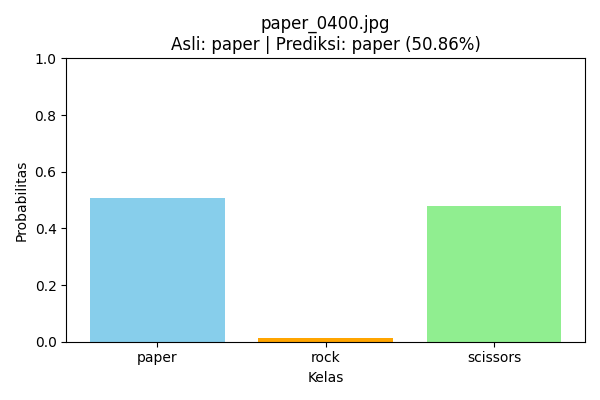 paper_0400.jpg
Asli: paper | Prediksi: paper (50.86%)
1.0
0.8
0.6
0.4
0.2
0.0
Probabilitas
paper
rock
scissors
Kelas